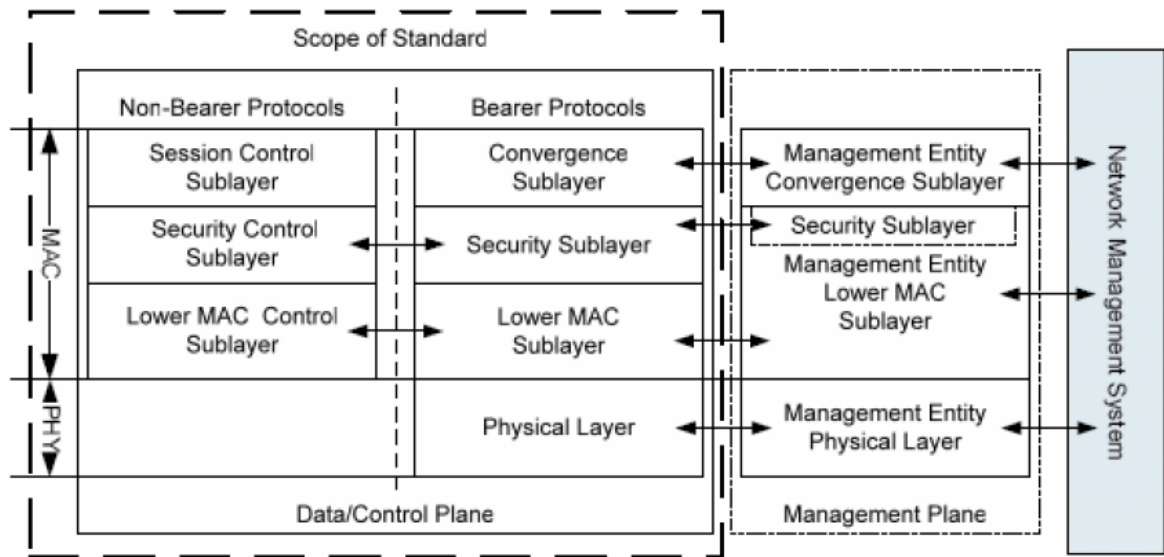 Scope of Standard
Non-Bearer Protocols
Bearer Protocols
Session Control
Sublayer
Convergence
Sublayer
Management Entity
Convergence Sublayer
Security Control
Sublayer
Security Sublayer
Security Sublayer
Management Entity
Lower MAC
Sublayer
Lower MAC Control
Sublayer
Lower MAC
Sublayer
Physical Layer
Management Entity
Physical Layer
Data/Control Plane
Management Plane
MAC
PHY
Network Management System